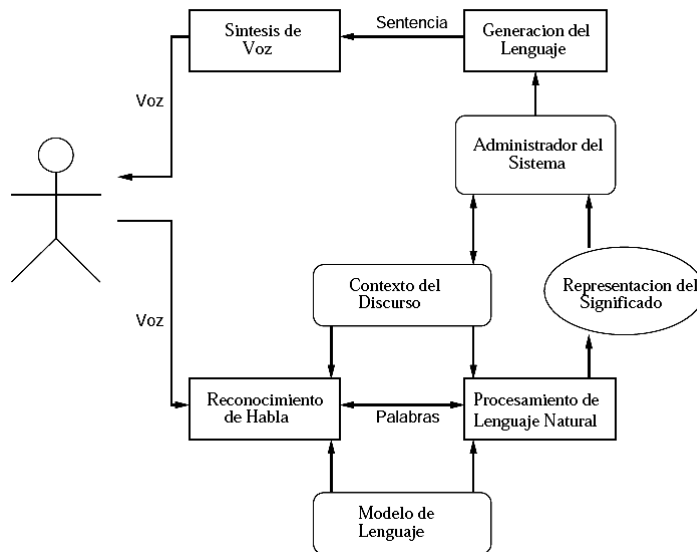 Sentencia
Sintesis de
Voz
Generacion del
Lenguaje
Voz
Administrador del
Sistema
Contexto del
Discurso
Representacion del
Significado
Voz
Reconocimiento
de Habla
Palabras
Procesamiento de
Lenguaje Natural
Modelo de
Lenguaje